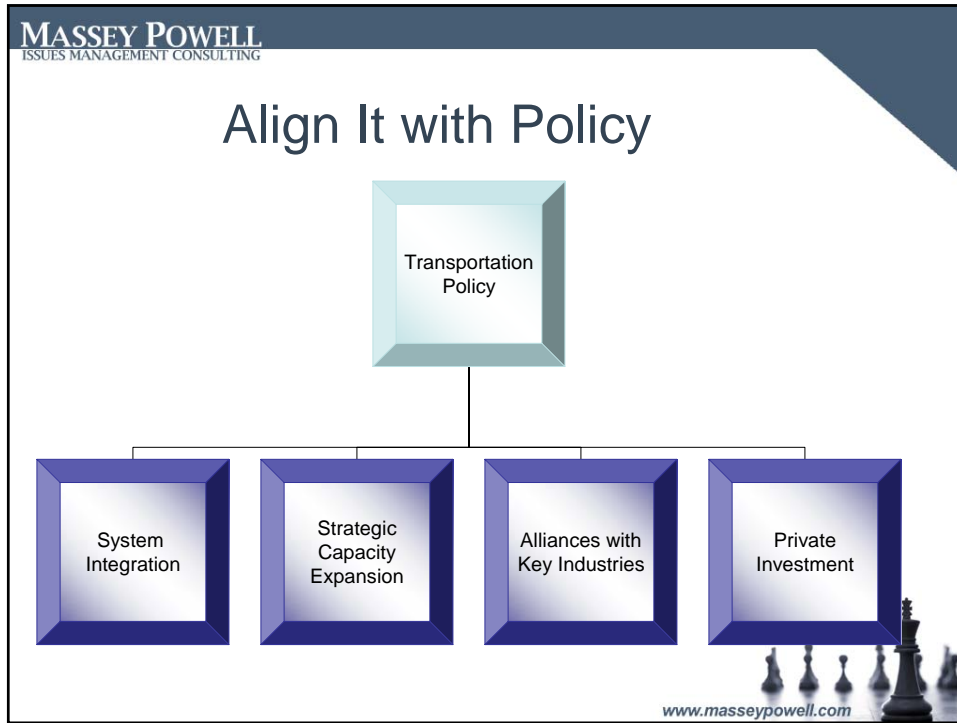 MASSEY POWELL
ISSUES MANAGEMENT CONSULTING
Align It with Policy
Transportation
Policy
System
Integration
Strategic
Capacity
Expansion
Alliances with
Key Industries
Private
Investment
www.masseypowell.com